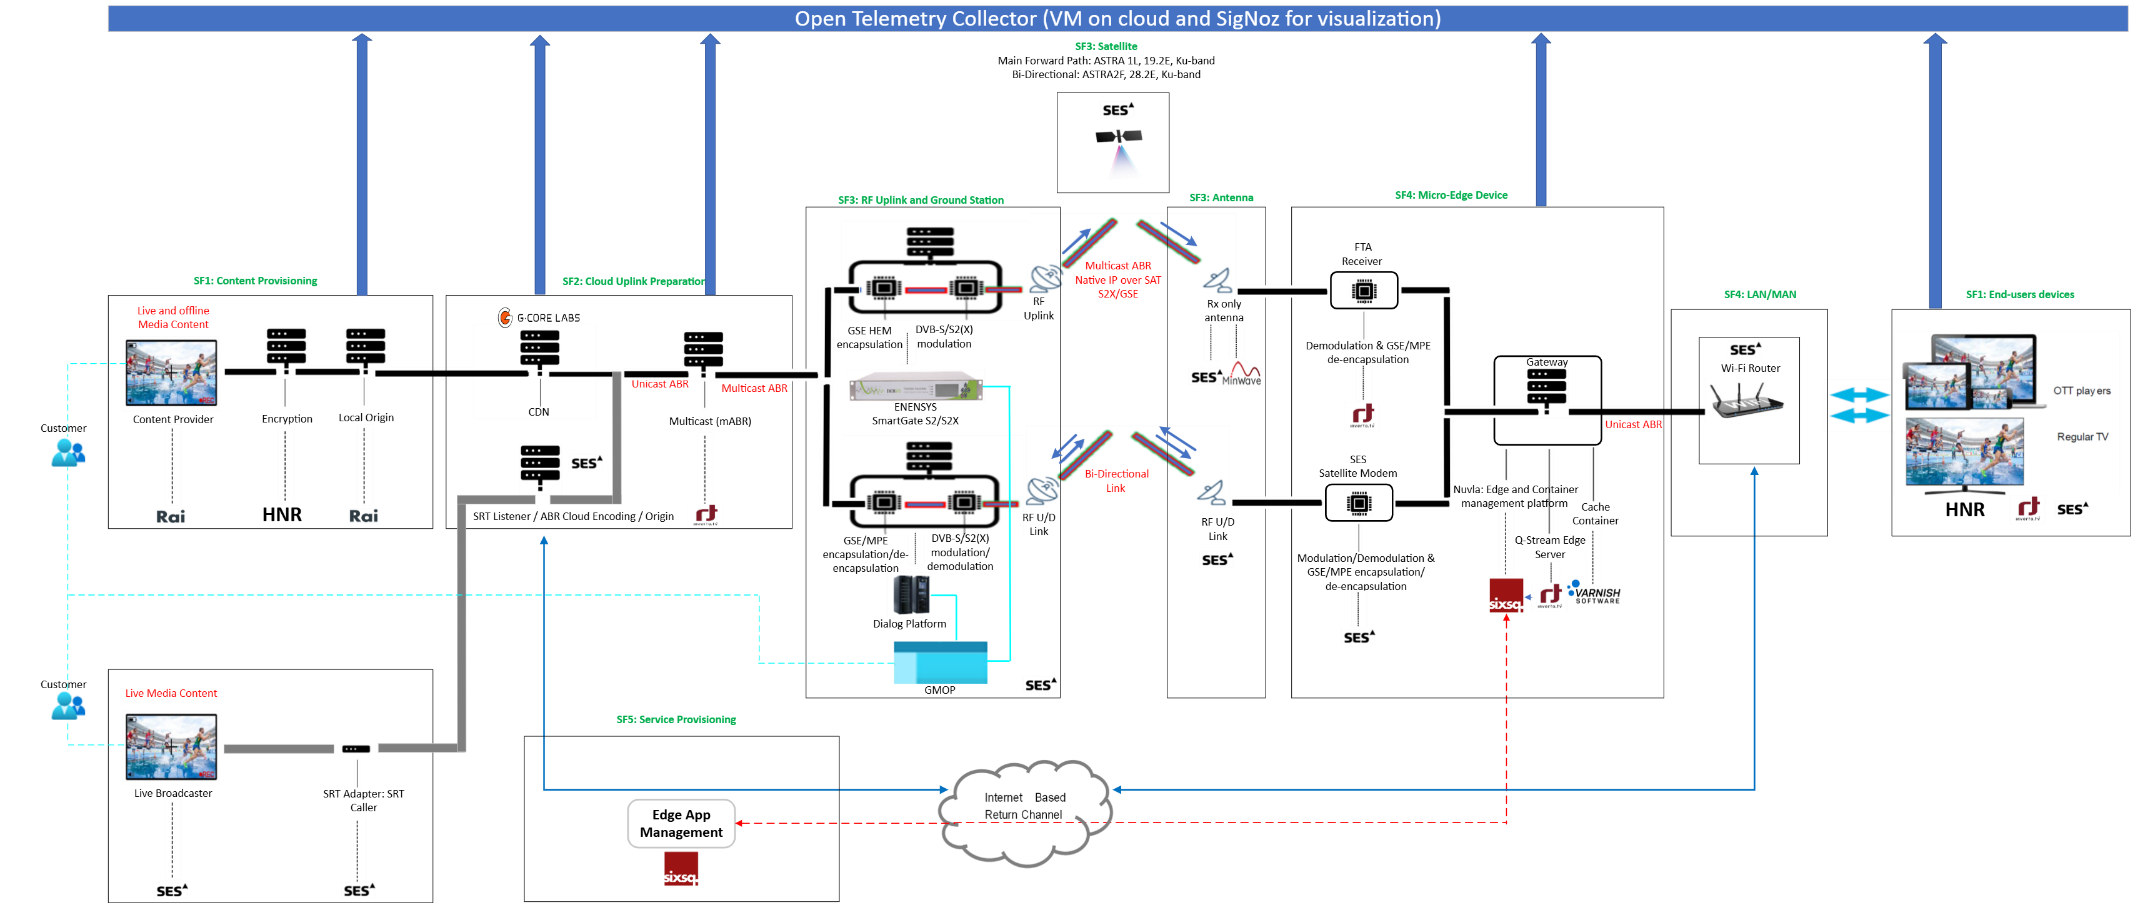 Open Telemetry Collector (VM on cloud and SigNoz for visualization)
SF3: Satellite
Main Forward Path: ASTRA 1L, 19.2E, Ku-band
Bi-Directional: ASTRA2F, 28.2E, Ku-band
SES
SF1: Content Provisioning
Live and offline
Media Content
Content Provider
Encryption
Local Origin
Rai
HNR
Rai
Customer
SF2: Cloud Uplink Preparation
G·CORE LABS
CDN
Unicast ABR
Multicast ABR
Multicast (mABR)
SES
SRT Listener / ABR Cloud Encoding / Origin
inverto.tv
SF3: RF Uplink and Ground Station
GSE HEM
encapsulation
DVB-S/S2(X)
modulation
RF
Uplink
ENENSYS
SmartGate S2/S2X
GSE/MPE
encapsulation/de-
encapsulation
DVB-S/S2(X)
modulation/
demodulation
RF U/D
Link
Dialog Platform
GMOP
SES
Multicast ABR
Native IP over SAT
S2X/GSE
Bi-Directional
Link
SF3: Antenna
Rx only
antenna
SES
MinWave
RF U/D
Link
SES
SF4: Micro-Edge Device
FTA
Receiver
Demodulation & GSE/MPE
de-encapsulation
inverto.tv
SES
Satellite Modem
Modulation/Demodulation &
GSE/MPE encapsulation/
de-encapsulation
SES
Gateway
Unicast ABR
Nuvla: Edge and Container
management platform
Cache
Container
Q-Stream Edge
Server
sixsq.
inverto.tv
VARNISH
SOFTWARE
SF4: LAN/MAN
SES
Wi-Fi Router
SF1: End-users devices
OTT players
Regular TV
HNR
inverto.tv
SES
Customer
Live Media Content
Live Broadcaster
SRT Adapter: SRT
Caller
SES
SES
SF5: Service Provisioning
Edge App
Management
sixsq.
Internet Based
Return Channel